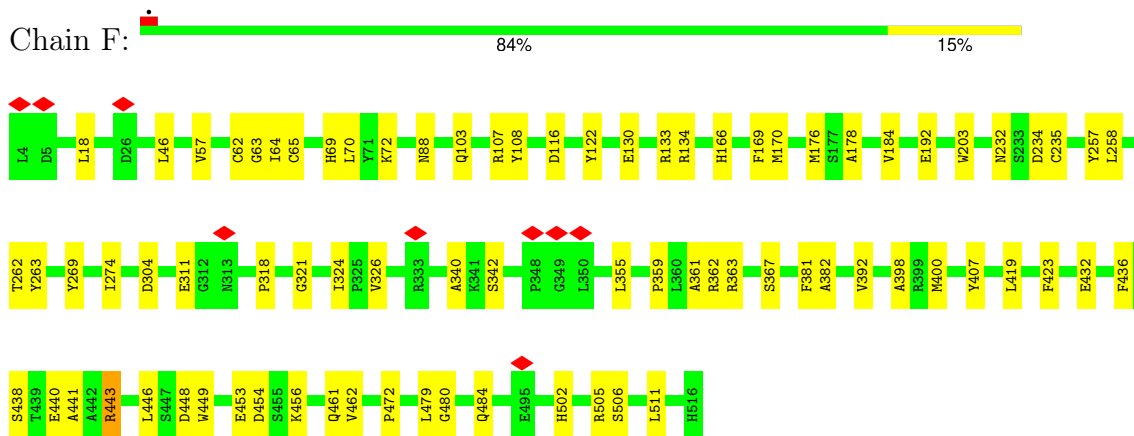 Chain F:
84% 15%
L4 D5 L18 D26 L46 V57 C62 G63 I64 C65 H69 L70 Y71 K72 N88 Q103 R107 Y108 D116 Y122 E130 R133 R134 H166 F169 M170 M176 S177 A178 V184 E192 W203 N232 S233 D234 C235 Y257 L258
T262 Y263 Y269 I274 D304 E311 G312 N313 P318 G321 I324 P325 V326 R333 A340 K341 S342 P348 G349 L350 L355 P359 L360 A361 R362 R363 S367 F381 A382 V392 A398 R399 M400 Y407 L419 F423 E432 F436
S438 T439 E440 A441 A442 R443 L446 S447 D448 W449 E453 D454 S455 K456 Q461 V462 P472 L479 G480 Q484 E495 H502 R505 S506 L511 H516